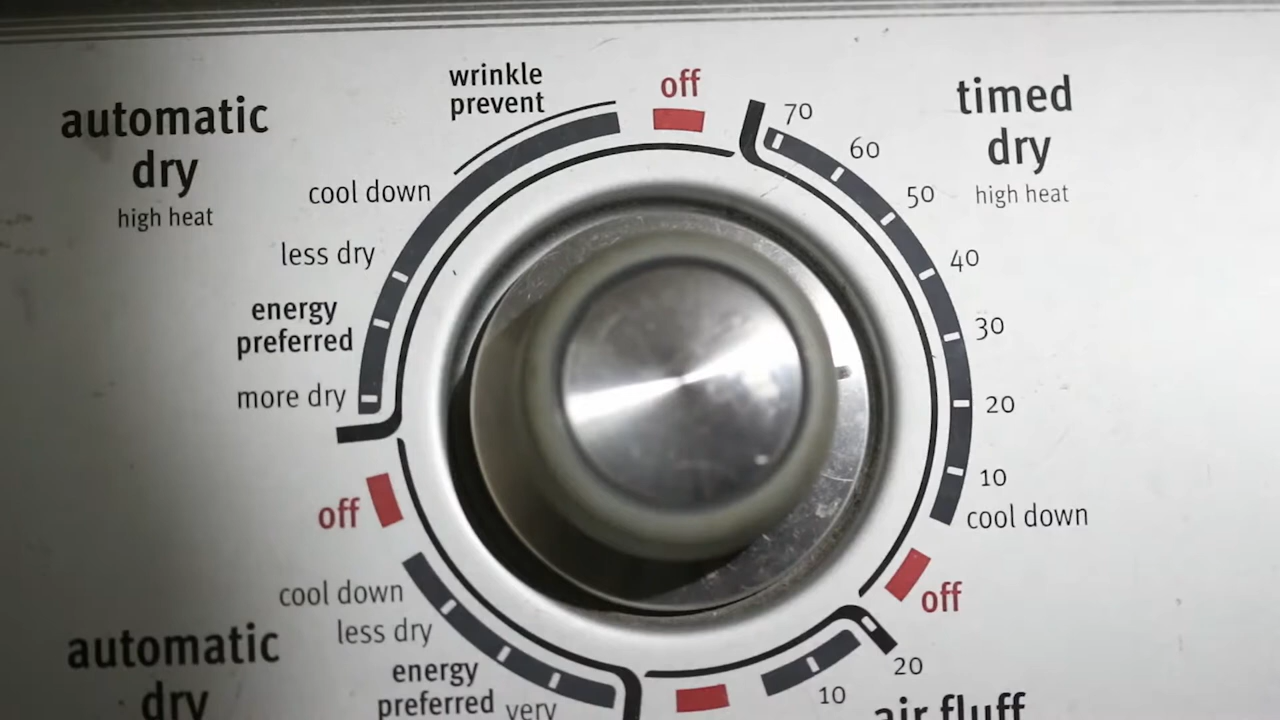 automatic
dry
high heat
wrinkle
prevent
cool down
less dry
energy
preferred
more dry
off
timed
dry
high heat
70
60
50
40
30
20
10
cool down
off
off
cool down
less dry
energy
preferred
very
automatic
dry
20
10
air fluff